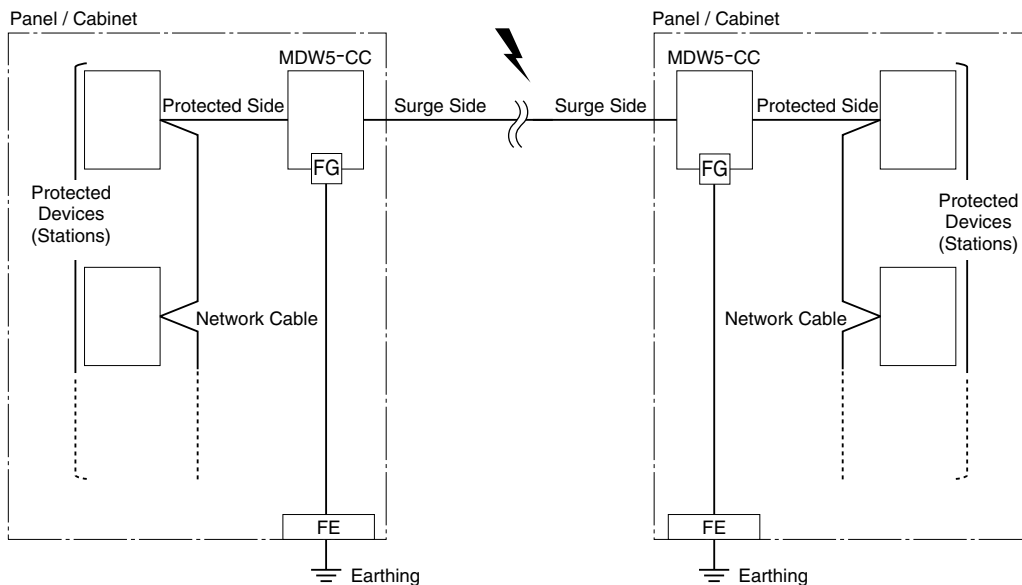 Panel / Cabinet
Panel / Cabinet
MDW5-CC
MDW5-CC
Protected Side
Surge Side
Surge Side
Protected Side
FG
FG
Protected
Devices
(Stations)
Protected
Devices
(Stations)
Network Cable
Network Cable
FE
FE
Earthing
Earthing